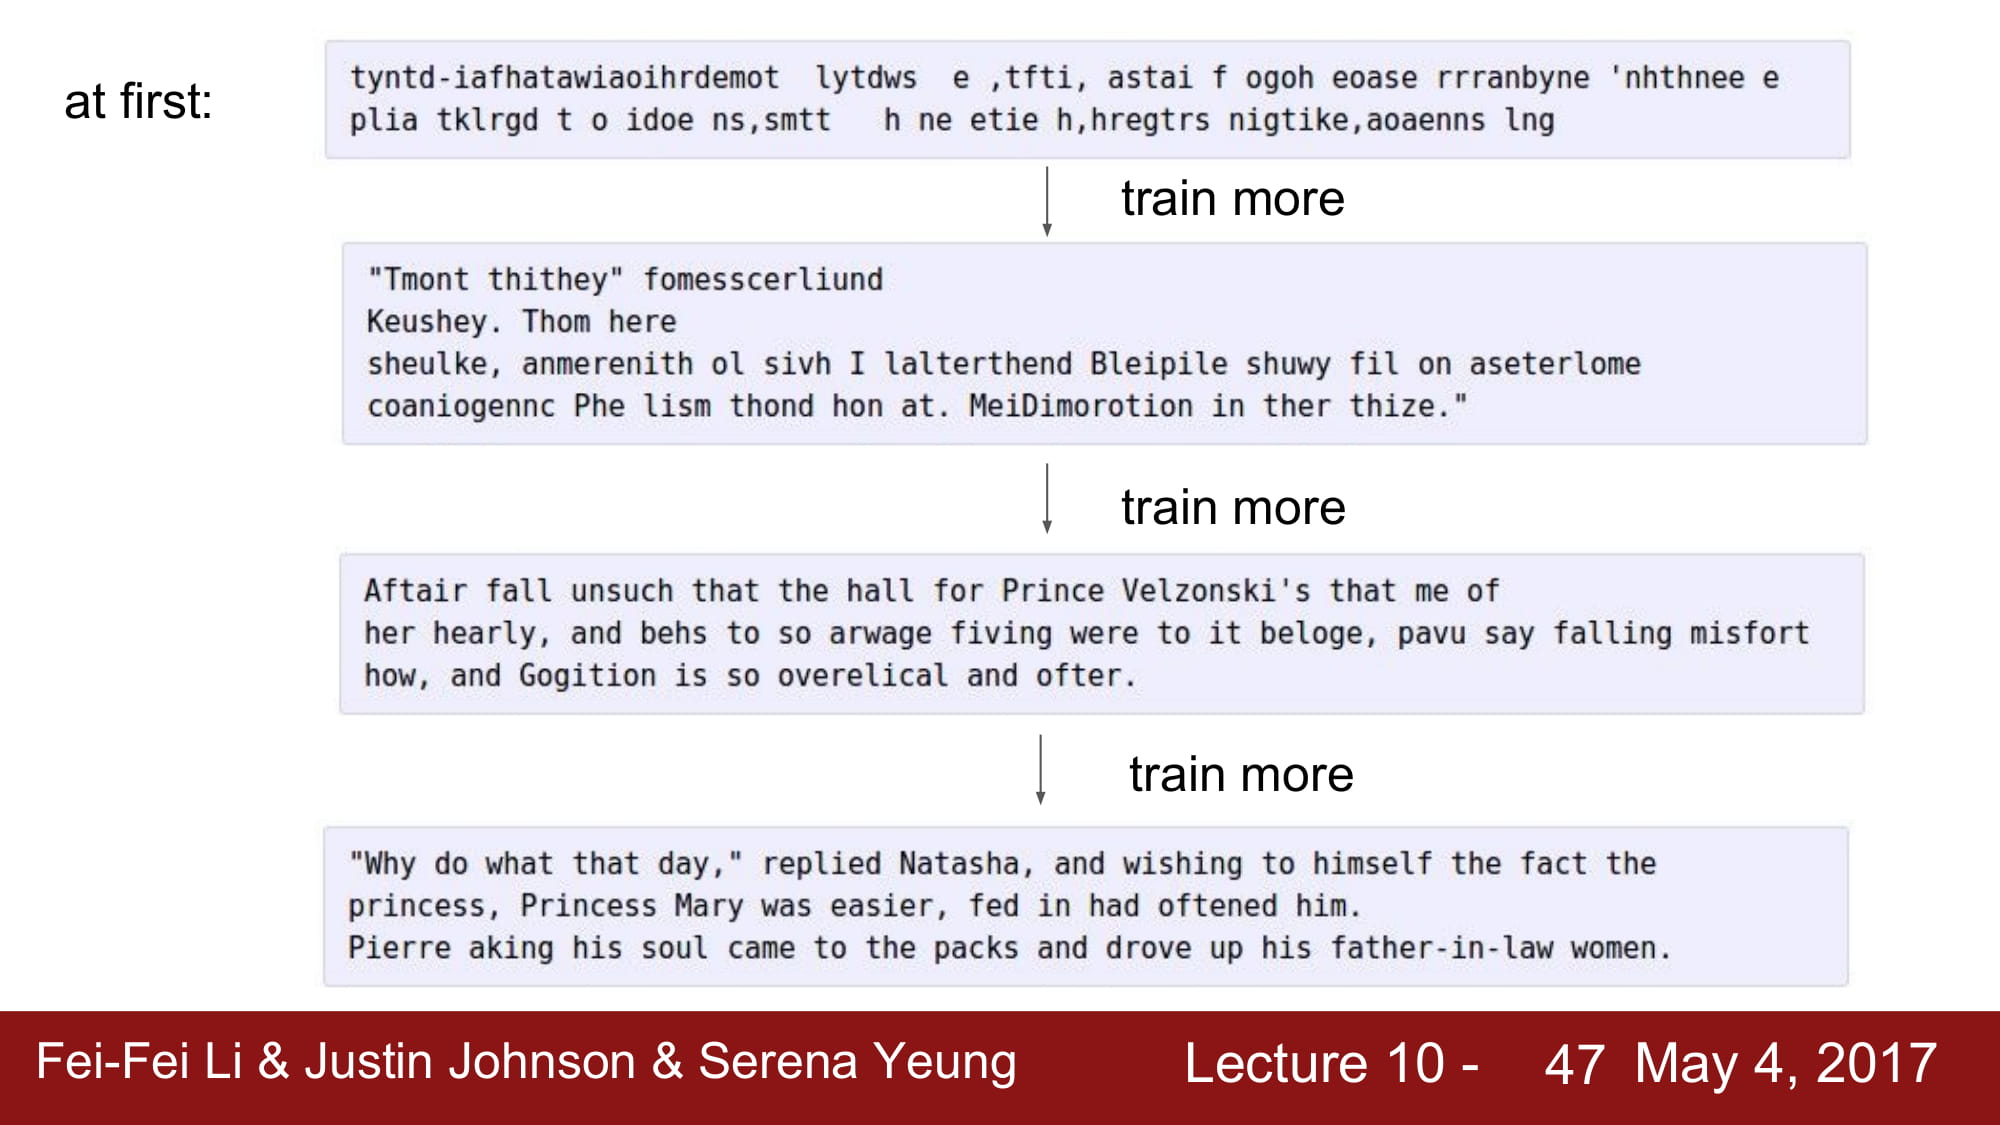 at first:
tyntd-iafhatawiaoihrdemot  lytdws  e ,tfti, astai f ogoh eoase rrranbyne 'nhthnee e
plia tklrgd t o idoe ns,smtt   h ne etie h,hregtrs nigtike,aoaenns lng
train more
"Tmont thithey" fomesscerliund
Keushey. Thom here
sheulke, anmerenith ol sivh I lalterthend Bleipile shuwy fil on aseterlome
coaniogennc Phe lism thond hon at. MeiDimorotion in ther thize."
train more
Aftair fall unsuch that the hall for Prince Velzonski's that me of
her hearly, and behs to so arwage fiving were to it beloge, pavu say falling misfort
how, and Gogition is so overelical and ofter.
train more
"Why do what that day," replied Natasha, and wishing to himself the fact the
princess, Princess Mary was easier, fed in had oftened him.
Pierre aking his soul came to the packs and drove up his father-in-law women.
Fei-Fei Li & Justin Johnson & Serena Yeung Lecture 10 - 47 May 4, 2017